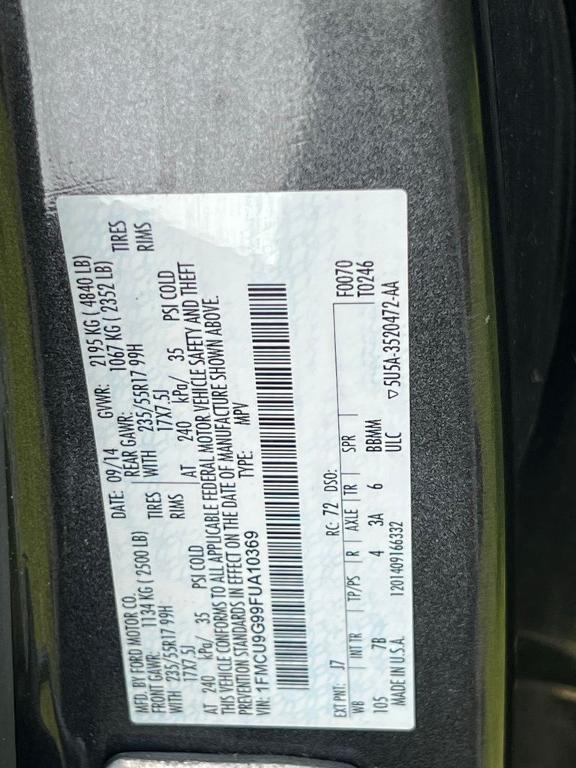 MFD. BY FORD MOTOR CO.
DATE: 09/14 GVWR: 2195 KG ( 4840 LB)
FRONT GAWR: 1134 KG ( 2500 LB) REAR GAWR: 1067 KG ( 2352 LB)
WITH 235/55R17 99H TIRES WITH 235/55R17 99H TIRES
17X7.5J RIMS 17X7.5J RIMS
AT 240 kPa/ 35 PSI COLD AT 240 kPa/ 35 PSI COLD
THIS VEHICLE CONFORMS TO ALL APPLICABLE FEDERAL MOTOR VEHICLE SAFETY AND THEFT
PREVENTION STANDARDS IN EFFECT ON THE DATE OF MANUFACTURE SHOWN ABOVE.
VIN: 1FMCU9G99FUA10369 TYPE: MPV
EXT PNT: J7 RC: 72 DSO: F0070
WB INT TR TP/PS R AXLE TR SPR T0246
105 7B 4 3A 6 BBMM
MADE IN U.S.A. 1201409166332 ULC ▽5U5A-3520472-AA